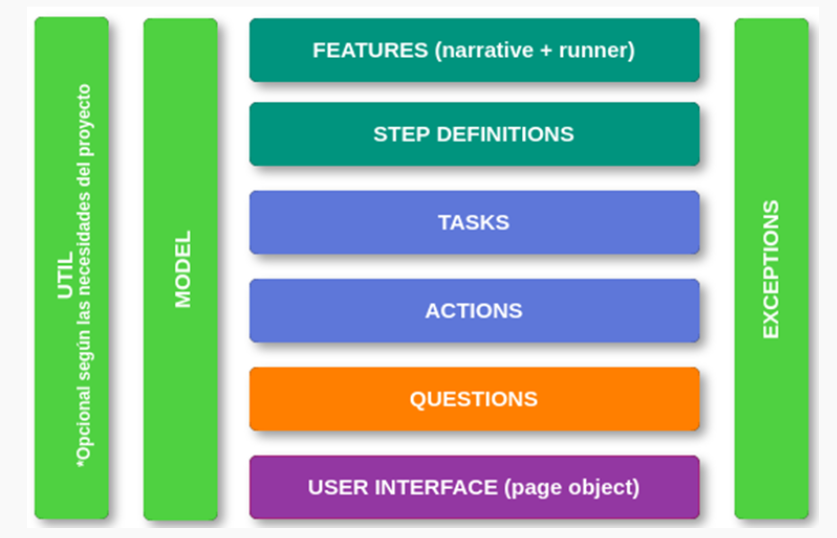 UTIL
*Opcional según las necesidades del proyecto
MODEL
FEATURES (narrative + runner)
STEP DEFINITIONS
TASKS
ACTIONS
QUESTIONS
USER INTERFACE (page object)
EXCEPTIONS